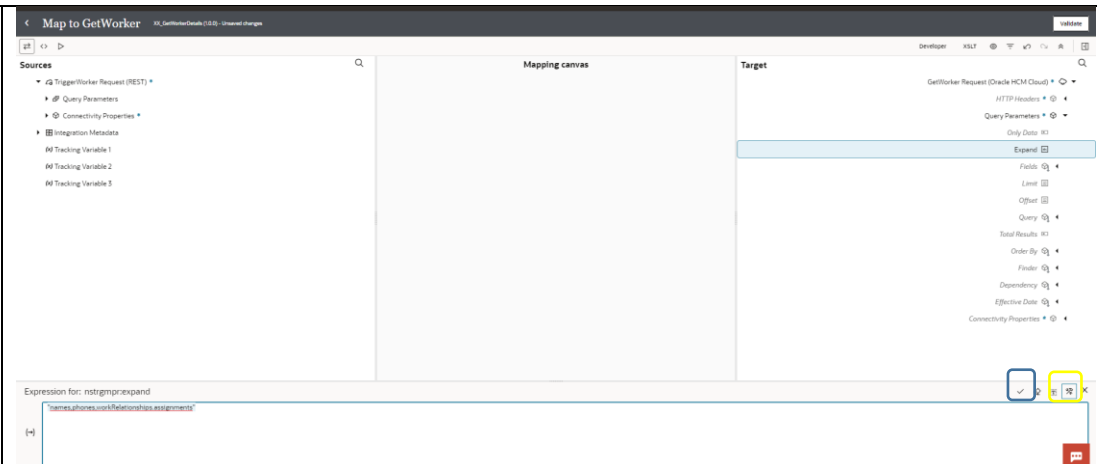 Map to GetWorker XX_GetWorkerDetails (1.0.0) - Unsaved changes
Validate
Developer XSLT
Sources
Mapping canvas
Target
TriggerWorker Request (REST)
Query Parameters
Connectivity Properties
Integration Metadata
Tracking Variable 1
Tracking Variable 2
Tracking Variable 3
GetWorker Request (Oracle HCM Cloud)
HTTP Headers
Query Parameters
Only Data
Expand
Fields
Limit
Offset
Query
Total Results
Order By
Finder
Dependency
Effective Date
Connectivity Properties
Expression for: nstrgmpr:expand
"names,phones,workRelationships.assignments"